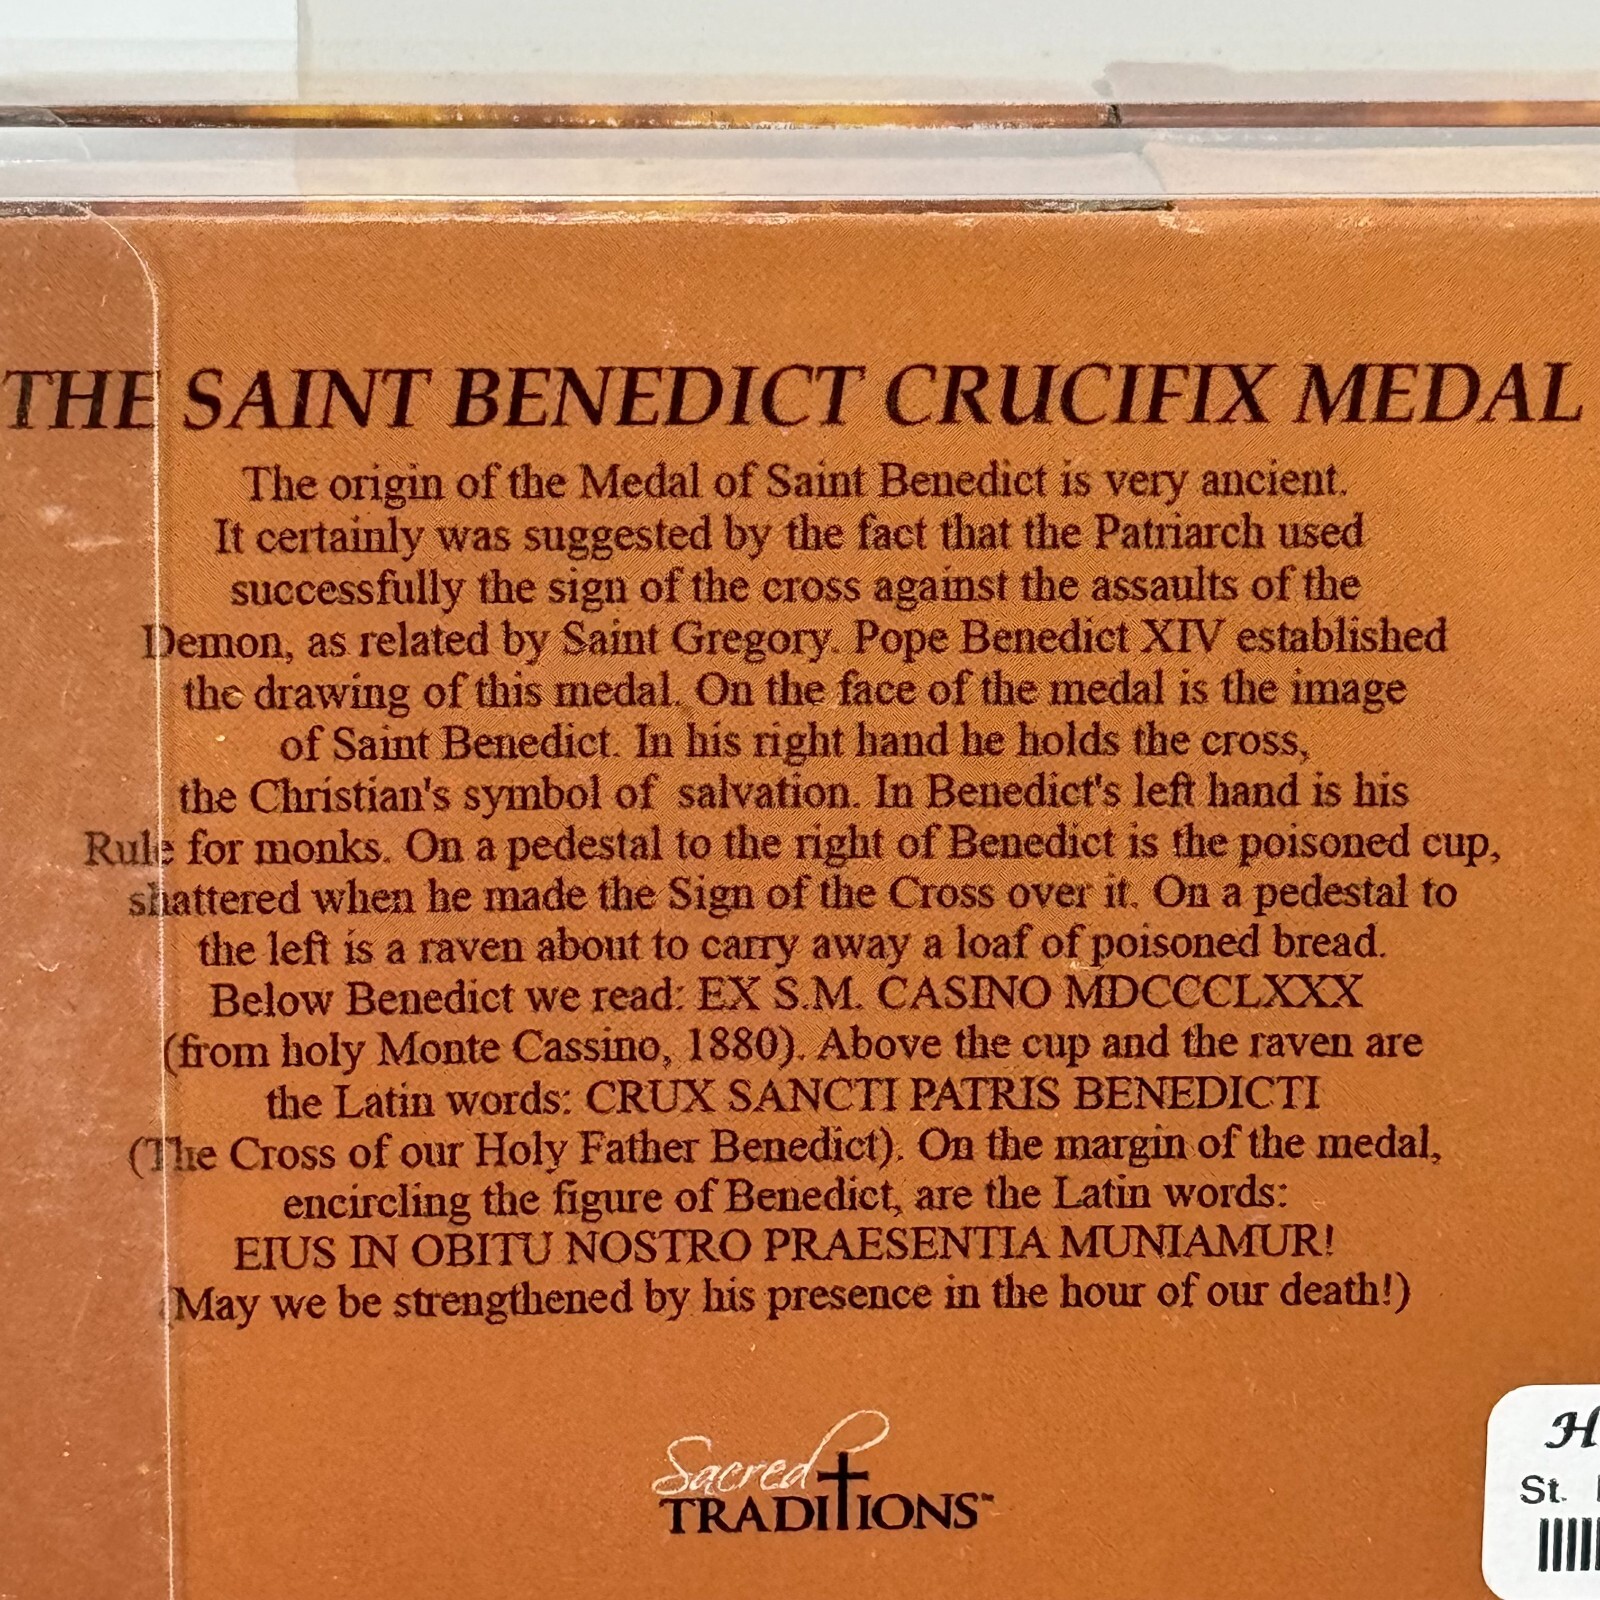 THE SAINT BENEDICT CRUCIFIX MEDAL
The origin of the Medal of Saint Benedict is very ancient.
It certainly was suggested by the fact that the Patriarch used
successfully the sign of the cross against the assaults of the
Demon, as related by Saint Gregory. Pope Benedict XIV established
the drawing of this medal. On the face of the medal is the image
of Saint Benedict. In his right hand he holds the cross,
the Christian's symbol of salvation. In Benedict's left hand is his
Rule for monks. On a pedestal to the right of Benedict is the poisoned cup,
shattered when he made the Sign of the Cross over it. On a pedestal to
the left is a raven about to carry away a loaf of poisoned bread.
Below Benedict we read: EX S.M. CASINO MDCCCLXXX
(from holy Monte Cassino, 1880). Above the cup and the raven are
the Latin words: CRUX SANCTI PATRIS BENEDICTI
(The Cross of our Holy Father Benedict). On the margin of the medal,
encircling the figure of Benedict, are the Latin words:
EIUS IN OBITU NOSTRO PRAESENTIA MUNIAMUR!
(May we be strengthened by his presence in the hour of our death!)
Sacred
TRADITIONS™
St.